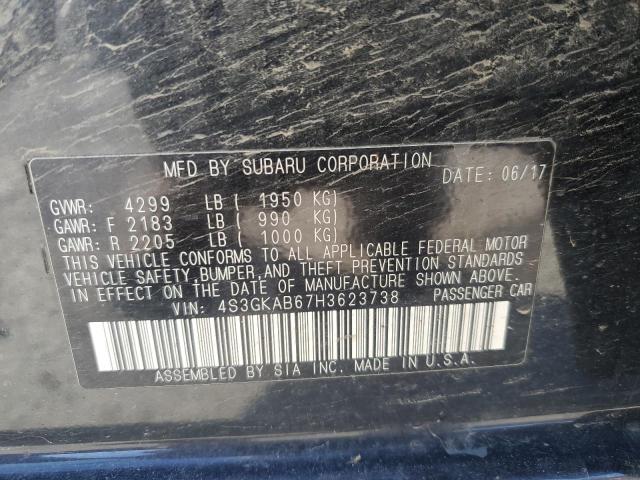 MFD BY SUBARU CORPORATION
DATE: 06/17
GVWR: 4299 LB ( 1950 KG)
GAWR: F 2183 LB ( 990 KG)
GAWR: R 2205 LB ( 1000 KG)
THIS VEHICLE CONFORMS TO ALL APPLICABLE FEDERAL MOTOR
VEHICLE SAFETY, BUMPER, AND THEFT PREVENTION STANDARDS
IN EFFECT ON THE DATE OF MANUFACTURE SHOWN ABOVE.
VIN: 4S3GKAB67H3623738 PASSENGER CAR
ASSEMBLED BY SIA INC. MADE IN U.S.A.